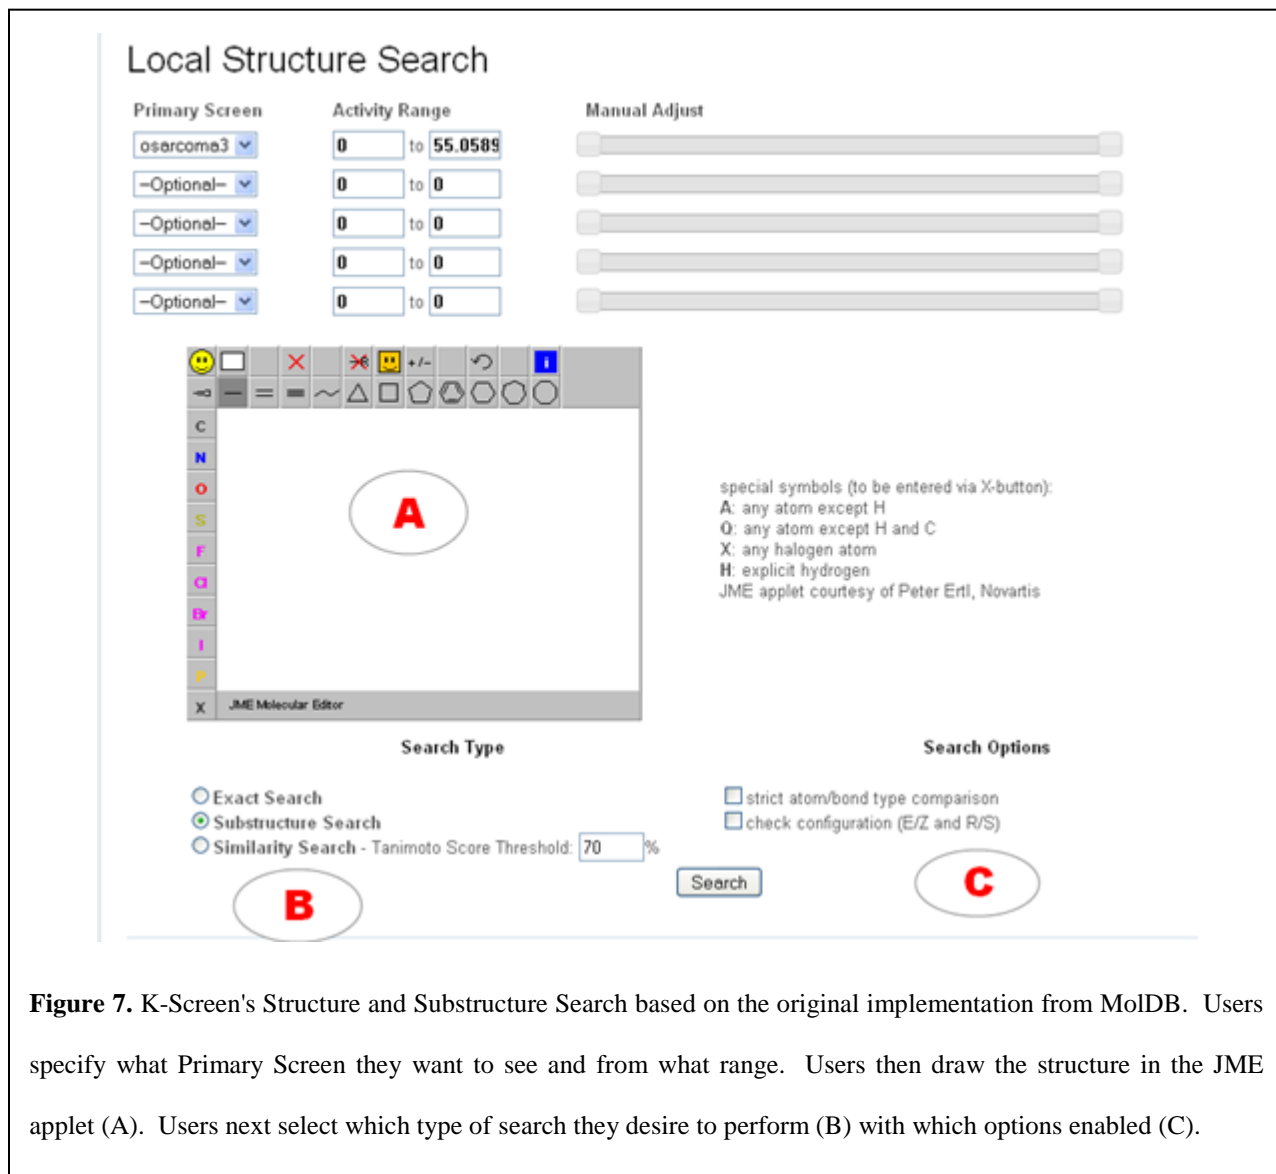 Local Structure Search
Primary Screen Activity Range Manual Adjust
osarcoma3 0 to 55.0589
–Optional– 0 to 0
–Optional– 0 to 0
–Optional– 0 to 0
–Optional– 0 to 0
+/- i
C
N
O
S
F
Cl
Br
I
P
X JME Molecular Editor
A
special symbols (to be entered via X-button):
A: any atom except H
Q: any atom except H and C
X: any halogen atom
H: explicit hydrogen
JME applet courtesy of Peter Ertl, Novartis
Search Type Search Options
Exact Search strict atom/bond type comparison
Substructure Search check configuration (E/Z and R/S)
Similarity Search - Tanimoto Score Threshold: 70 %
Search
B C
Figure 7. K-Screen's Structure and Substructure Search based on the original implementation from MolDB. Users
specify what Primary Screen they want to see and from what range. Users then draw the structure in the JME
applet (A). Users next select which type of search they desire to perform (B) with which options enabled (C).